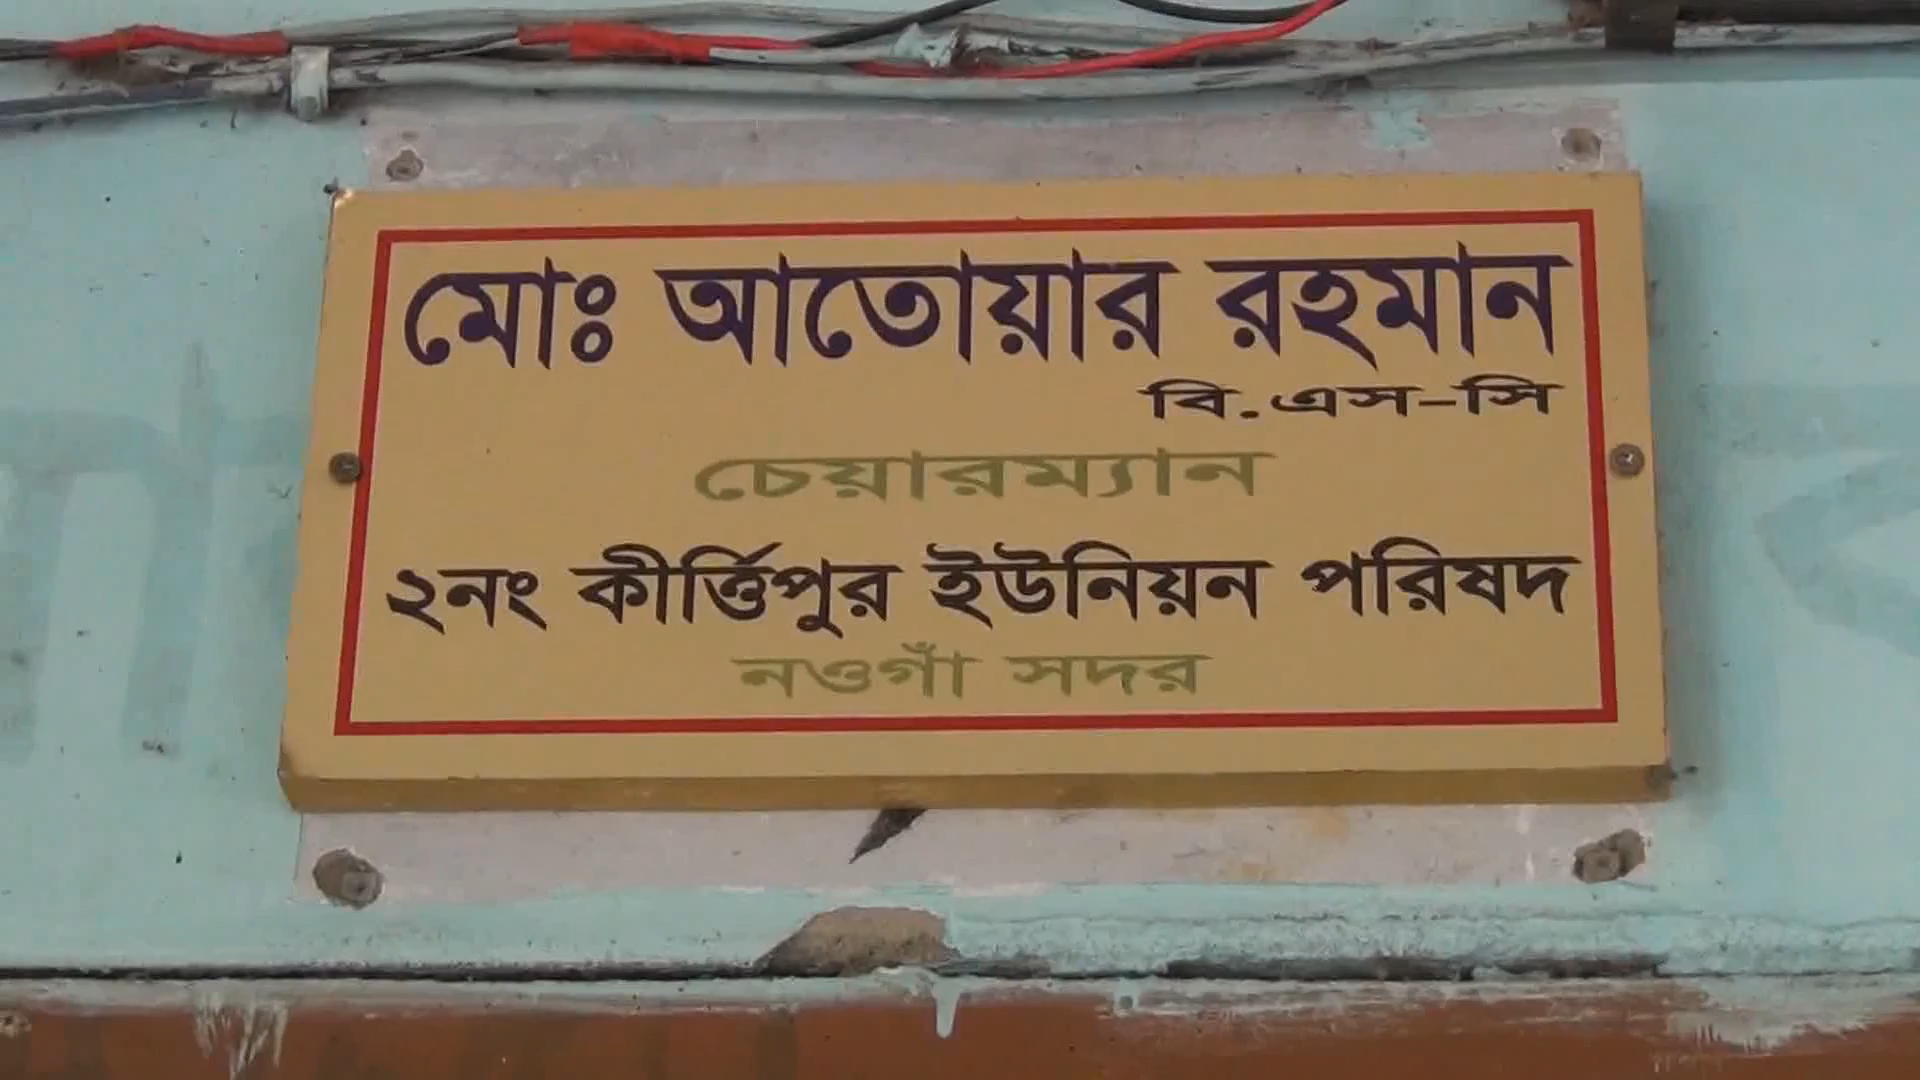 মোঃ আতোয়ার রহমান
বি.এস-সি
চেয়ারম্যান
২নং কীর্ত্তিপুর ইউনিয়ন পরিষদ
নওগাঁ সদর